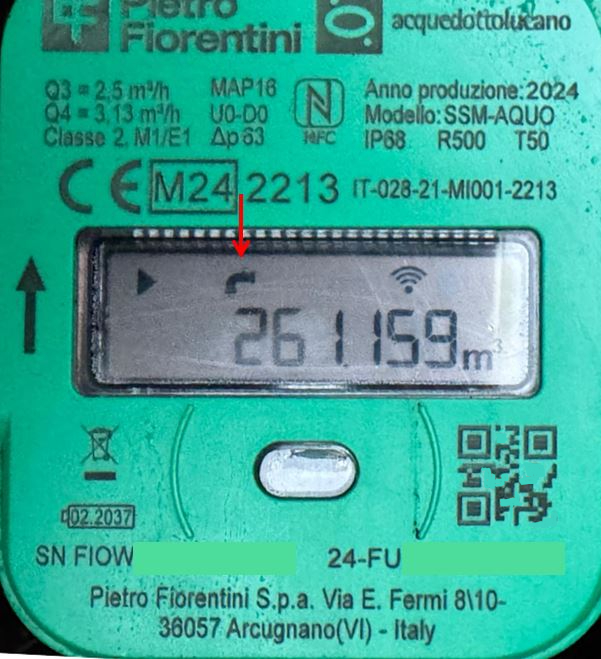 Pietro
Fiorentini
acquedottolucano
Q3 = 2,5 m³/h MAP16 Anno produzione: 2024
Q4 = 3,13 m³/h U0-D0 Modello: SSM-AQUO
Classe 2, M1/E1 Δp 63 NFC IP68 R500 T50
CE M24 2213 IT-028-21-MI001-2213
261.159 m³
02.2037
SN FIOW 24-FU
Pietro Fiorentini S.p.a. Via E. Fermi 8\10-
36057 Arcugnano(VI) - Italy